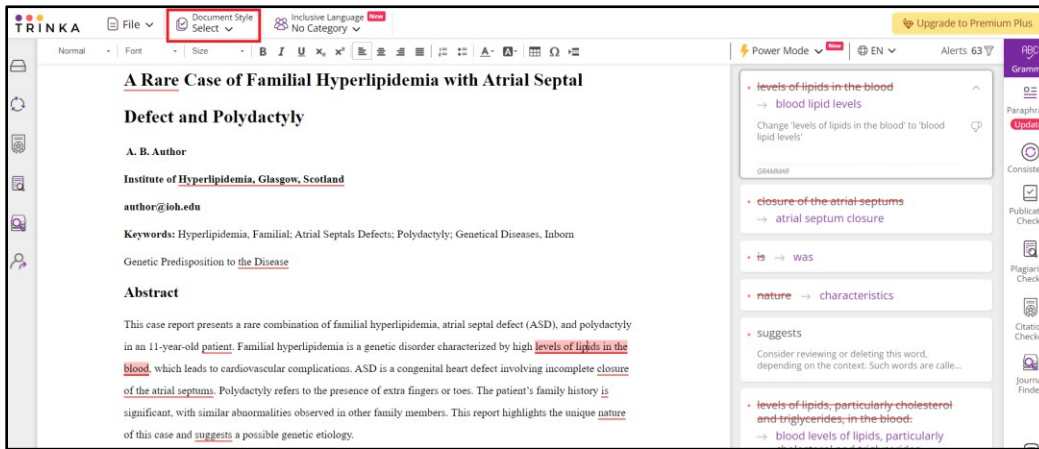 TRINKA
File
Document Style
Select
Inclusive Language New
No Category
Upgrade to Premium Plus
Normal
Font
Size
B I U x₂ x² A A Ω
Power Mode New
EN
Alerts 63
ABC
A Rare Case of Familial Hyperlipidemia with Atrial Septal
Defect and Polydactyly
A. B. Author
Institute of Hyperlipidemia, Glasgow, Scotland
author@ioh.edu
Keywords: Hyperlipidemia, Familial; Atrial Septals Defects; Polydactyly; Genetical Diseases, Inborn
Genetic Predisposition to the Disease
Abstract
This case report presents a rare combination of familial hyperlipidemia, atrial septal defect (ASD), and polydactyly
in an 11-year-old patient. Familial hyperlipidemia is a genetic disorder characterized by high levels of lipids in the
blood, which leads to cardiovascular complications. ASD is a congenital heart defect involving incomplete closure
of the atrial septums. Polydactyly refers to the presence of extra fingers or toes. The patient's family history is
significant, with similar abnormalities observed in other family members. This report highlights the unique nature
of this case and suggests a possible genetic etiology.
levels of lipids in the blood
→ blood lipid levels
Change 'levels of lipids in the blood' to 'blood
lipid levels'
GRAMMAR
closure of the atrial septums
→ atrial septum closure
is → was
nature → characteristics
suggests
Consider reviewing or deleting this word,
depending on the context. Such words are calle...
levels of lipids, particularly cholesterol
and triglycerides, in the blood.
→ blood levels of lipids, particularly
Gramm
Paraphra
Updat
Consiste
Publicat
Check
Plagiari
Check
Citatio
Check
Journa
Finde